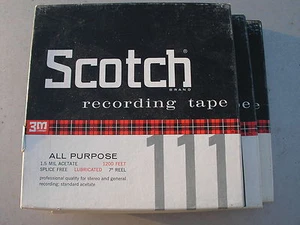 Scotch®
BRAND
recording tape
3M
111
ALL PURPOSE
1.5 MIL ACETATE 1200 FEET
SPLICE FREE LUBRICATED 7" REEL
professional quality for stereo and general
recording; standard acetate